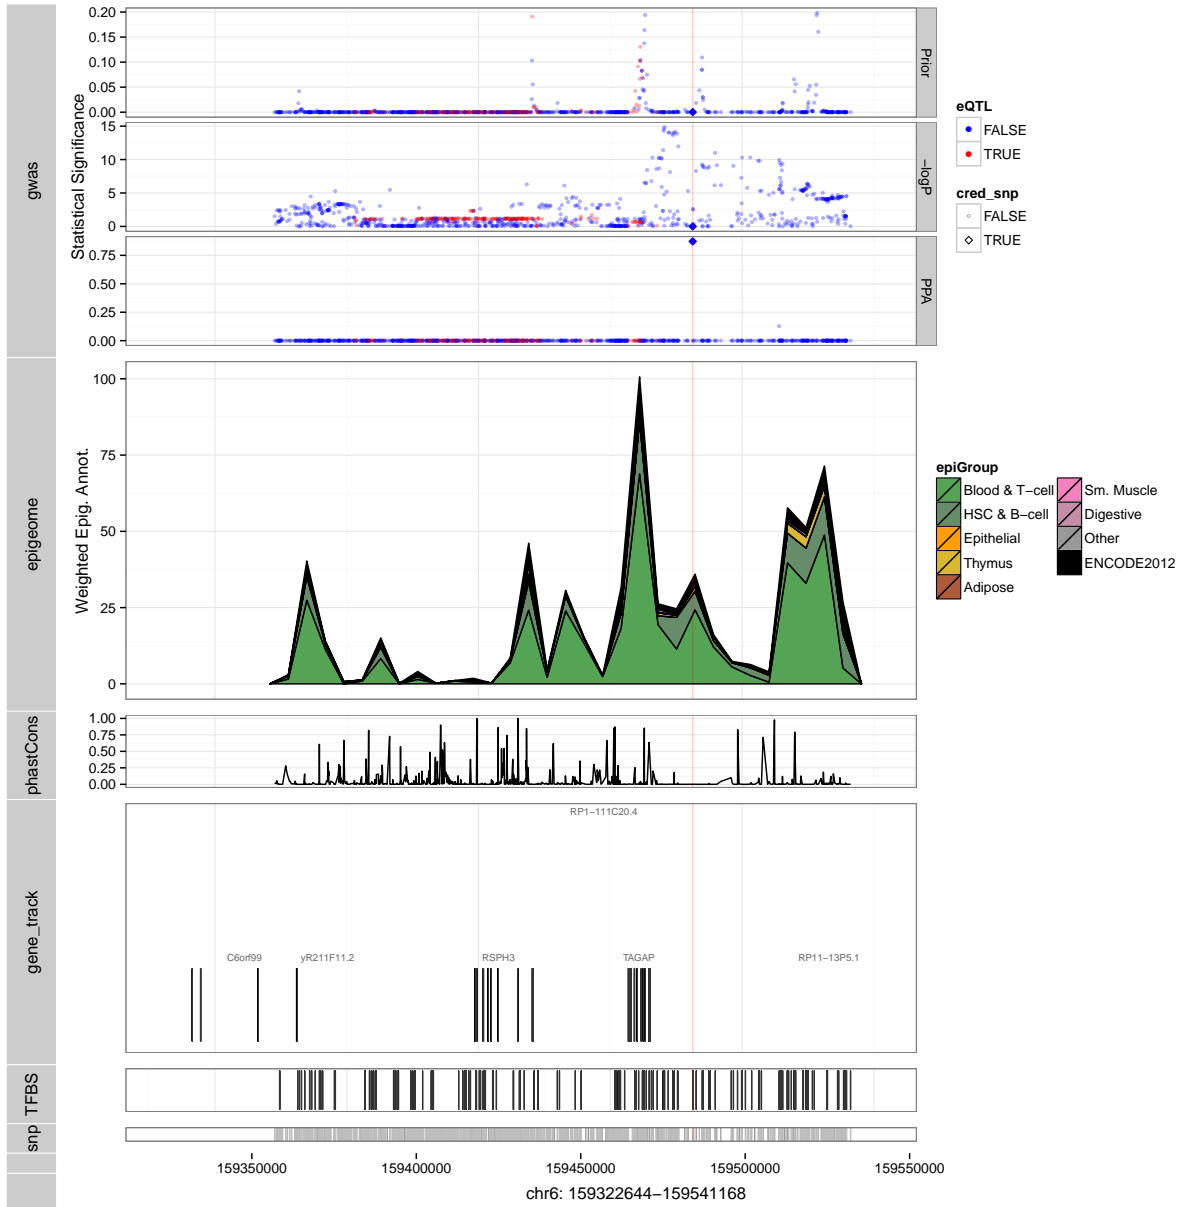 gwas
Statistical Significance
0.20
0.15
0.10
0.05
0.00
Prior
15
10
5
0
−logP
0.75
0.50
0.25
0.00
PPA
eQTL
FALSE
TRUE
cred_snp
FALSE
TRUE
epigeome
Weighted Epig. Annot.
100
75
50
25
0
epiGroup
Blood & T−cell
HSC & B−cell
Epithelial
Thymus
Adipose
Sm. Muscle
Digestive
Other
ENCODE2012
phastCons
1.00
0.75
0.50
0.25
0.00
gene_track
RP1−111C20.4
C6orf99 yR211F11.2 RSPH3 TAGAP RP11−13P5.1
TFBS
snp
159350000 159400000 159450000 159500000 159550000
chr6: 159322644−159541168